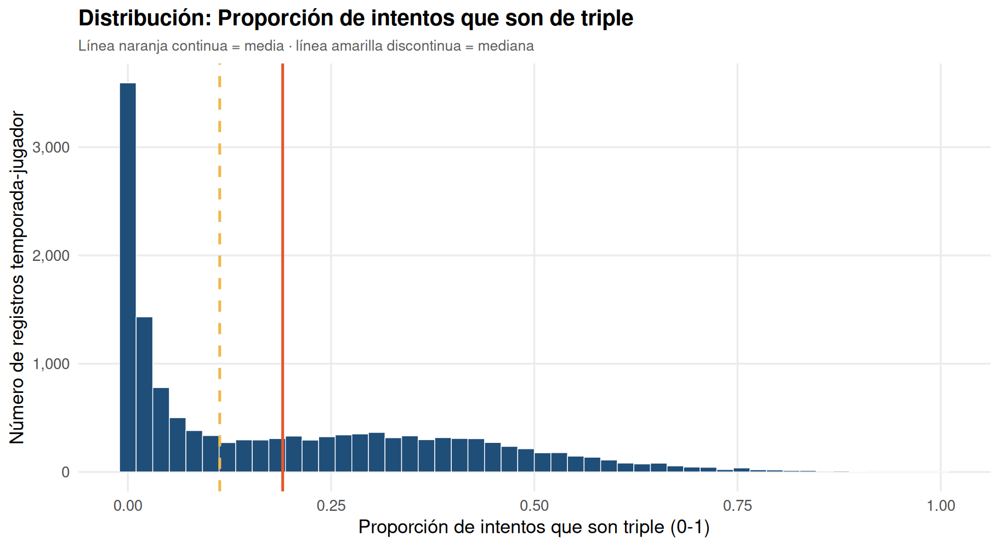 Distribución: Proporción de intentos que son de triple
Línea naranja continua = media · línea amarilla discontinua = mediana
Número de registros temporada-jugador
3,000
2,000
1,000
0
0.00
0.25
0.50
0.75
1.00
Proporción de intentos que son triple (0-1)